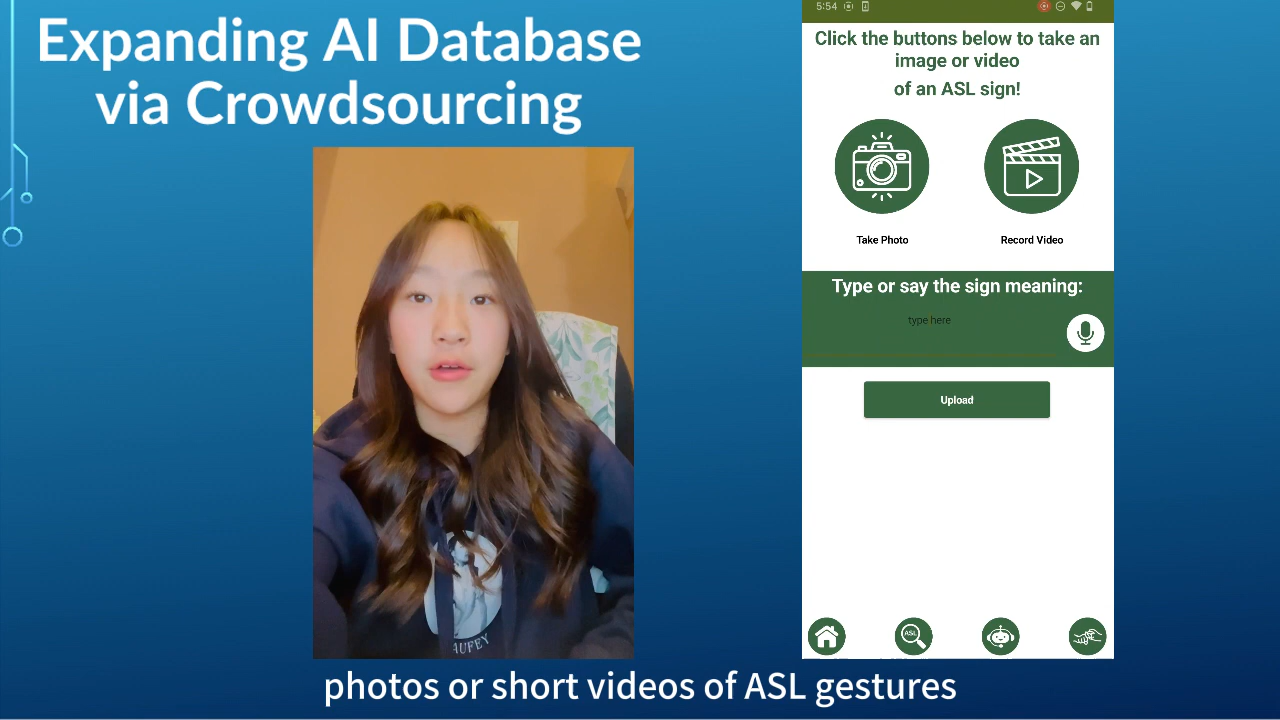 Expanding AI Database
via Crowdsourcing
5:54
Click the buttons below to take an
image or video
of an ASL sign!
Take Photo
Record Video
Type or say the sign meaning:
type here
Upload
ASL
AUFEY
photos or short videos of ASL gestures